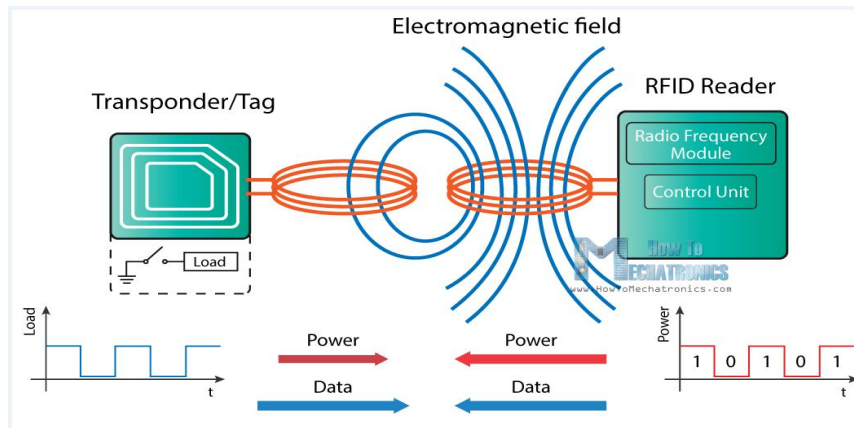 Electromagnetic field
Transponder/Tag
RFID Reader
Radio Frequency
Module
Control Unit
Load
How To
MECHATRONICS
www.HowToMechatronics.com
Load
t
Power
Power
Data
Data
Power
1 0 1 0 1
t